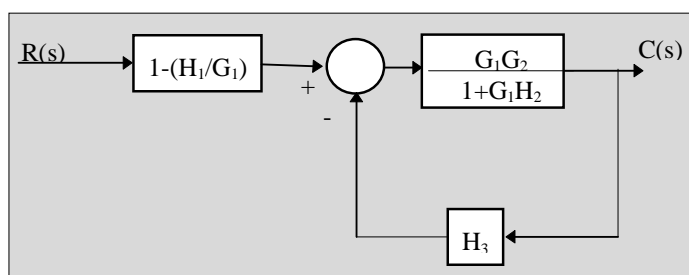 R(s)
1-(H₁/G₁)
+
-
G₁G₂
1+G₁H₂
C(s)
H₃